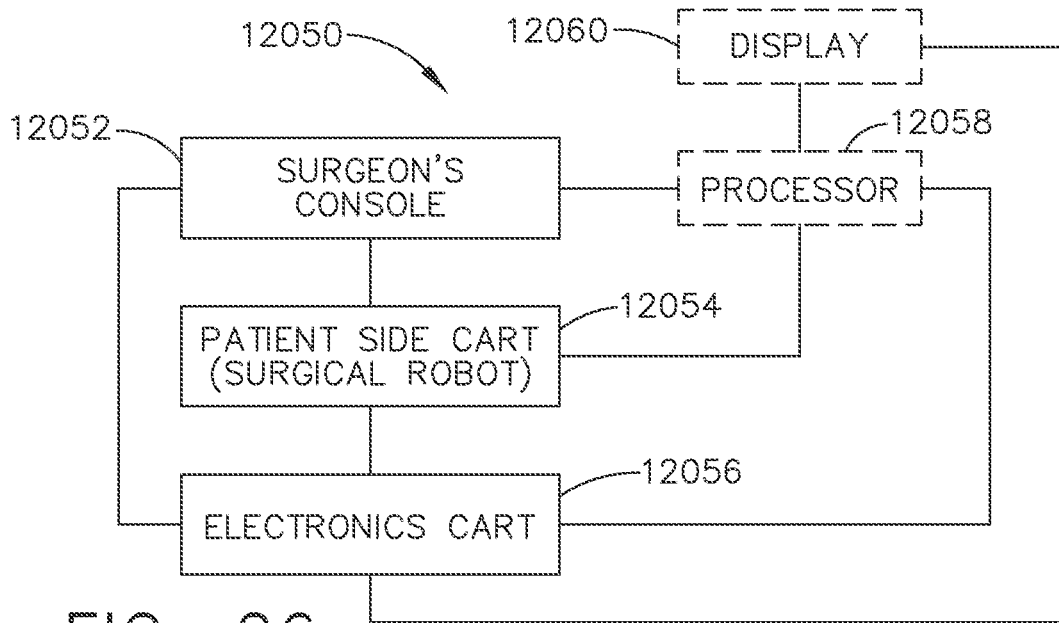 12050
12060
DISPLAY
12052
12058
SURGEON'S
CONSOLE
PROCESSOR
12054
PATIENT SIDE CART
(SURGICAL ROBOT)
12056
ELECTRONICS CART